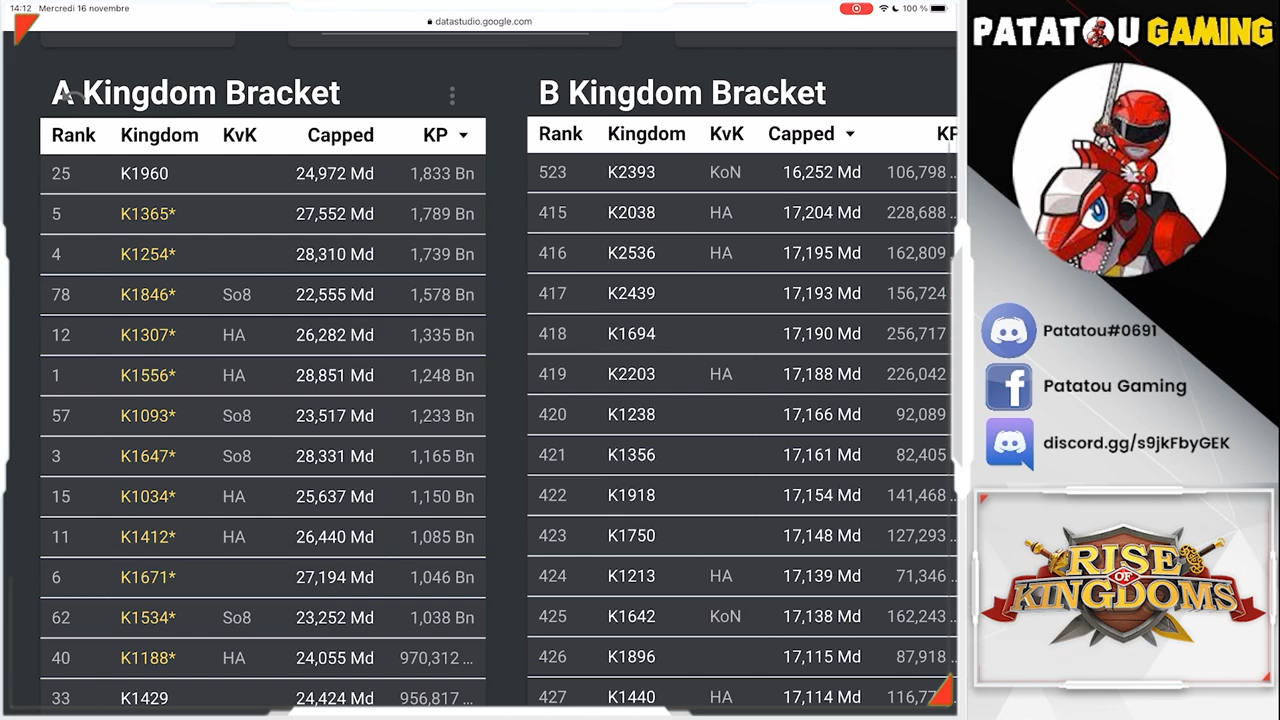 14:12 Mercredi 16 novembre
100 %
datastudio.google.com
A Kingdom Bracket
Rank Kingdom KvK Capped KP
25 K1960 24,972 Md 1,833 Bn
5 K1365* 27,552 Md 1,789 Bn
4 K1254* 28,310 Md 1,739 Bn
78 K1846* So8 22,555 Md 1,578 Bn
12 K1307* HA 26,282 Md 1,335 Bn
1 K1556* HA 28,851 Md 1,248 Bn
57 K1093* So8 23,517 Md 1,233 Bn
3 K1647* So8 28,331 Md 1,165 Bn
15 K1034* HA 25,637 Md 1,150 Bn
11 K1412* HA 26,440 Md 1,085 Bn
6 K1671* 27,194 Md 1,046 Bn
62 K1534* So8 23,252 Md 1,038 Bn
40 K1188* HA 24,055 Md 970,312 ...
33 K1429 24,424 Md 956,817 ...
B Kingdom Bracket
Rank Kingdom KvK Capped KP
523 K2393 KoN 16,252 Md 106,798 ..
415 K2038 HA 17,204 Md 228,688 ..
416 K2536 HA 17,195 Md 162,809
417 K2439 17,193 Md 156,724
418 K1694 17,190 Md 256,717
419 K2203 HA 17,188 Md 226,042
420 K1238 17,166 Md 92,089
421 K1356 17,161 Md 82,405
422 K1918 17,154 Md 141,468 ..
423 K1750 17,148 Md 127,293 ..
424 K1213 HA 17,139 Md 71,346 ..
425 K1642 KoN 17,138 Md 162,243 ..
426 K1896 17,115 Md 87,918 ..
427 K1440 HA 17,114 Md
PATATOU GAMING
Patatou#0691
Patatou Gaming
discord.gg/s9jkFbyGEK
RISE
OF
KINGDOMS